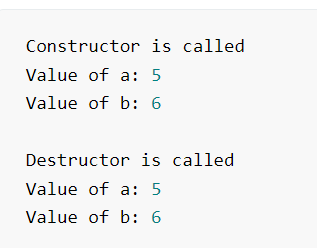 Constructor is called
Value of a: 5
Value of b: 6
Destructor is called
Value of a: 5
Value of b: 6